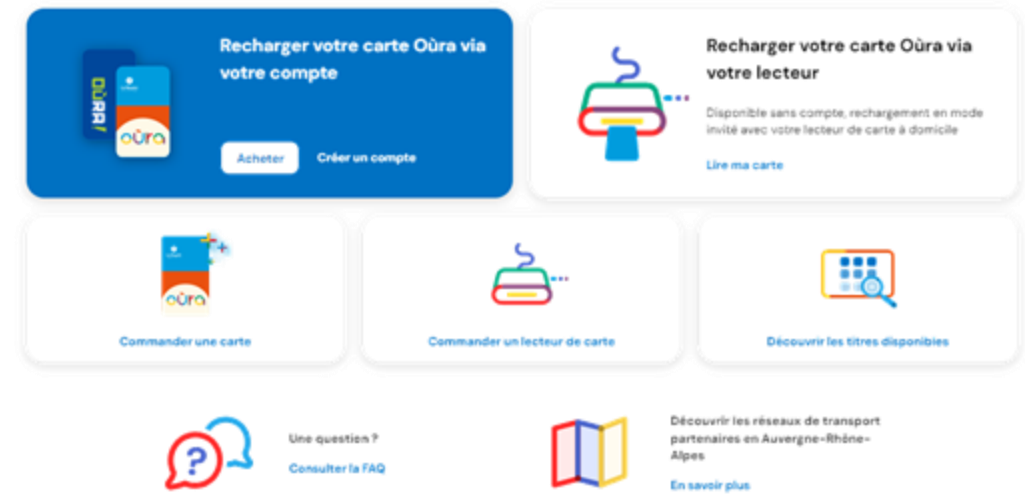 Recharger votre carte Oùra via
votre compte
OÙRA!
oùra
Acheter
Créer un compte
Recharger votre carte Oùra via
votre lecteur
Disponible sans compte, rechargement en mode
invité avec votre lecteur de carte à domicile
Lire ma carte
oùra
Commander une carte
Commander un lecteur de carte
Découvrir les titres disponibles
?
Une question ?
Consulter la FAQ
Découvrir les réseaux de transport
partenaires en Auvergne-Rhône-
Alpes
En savoir plus